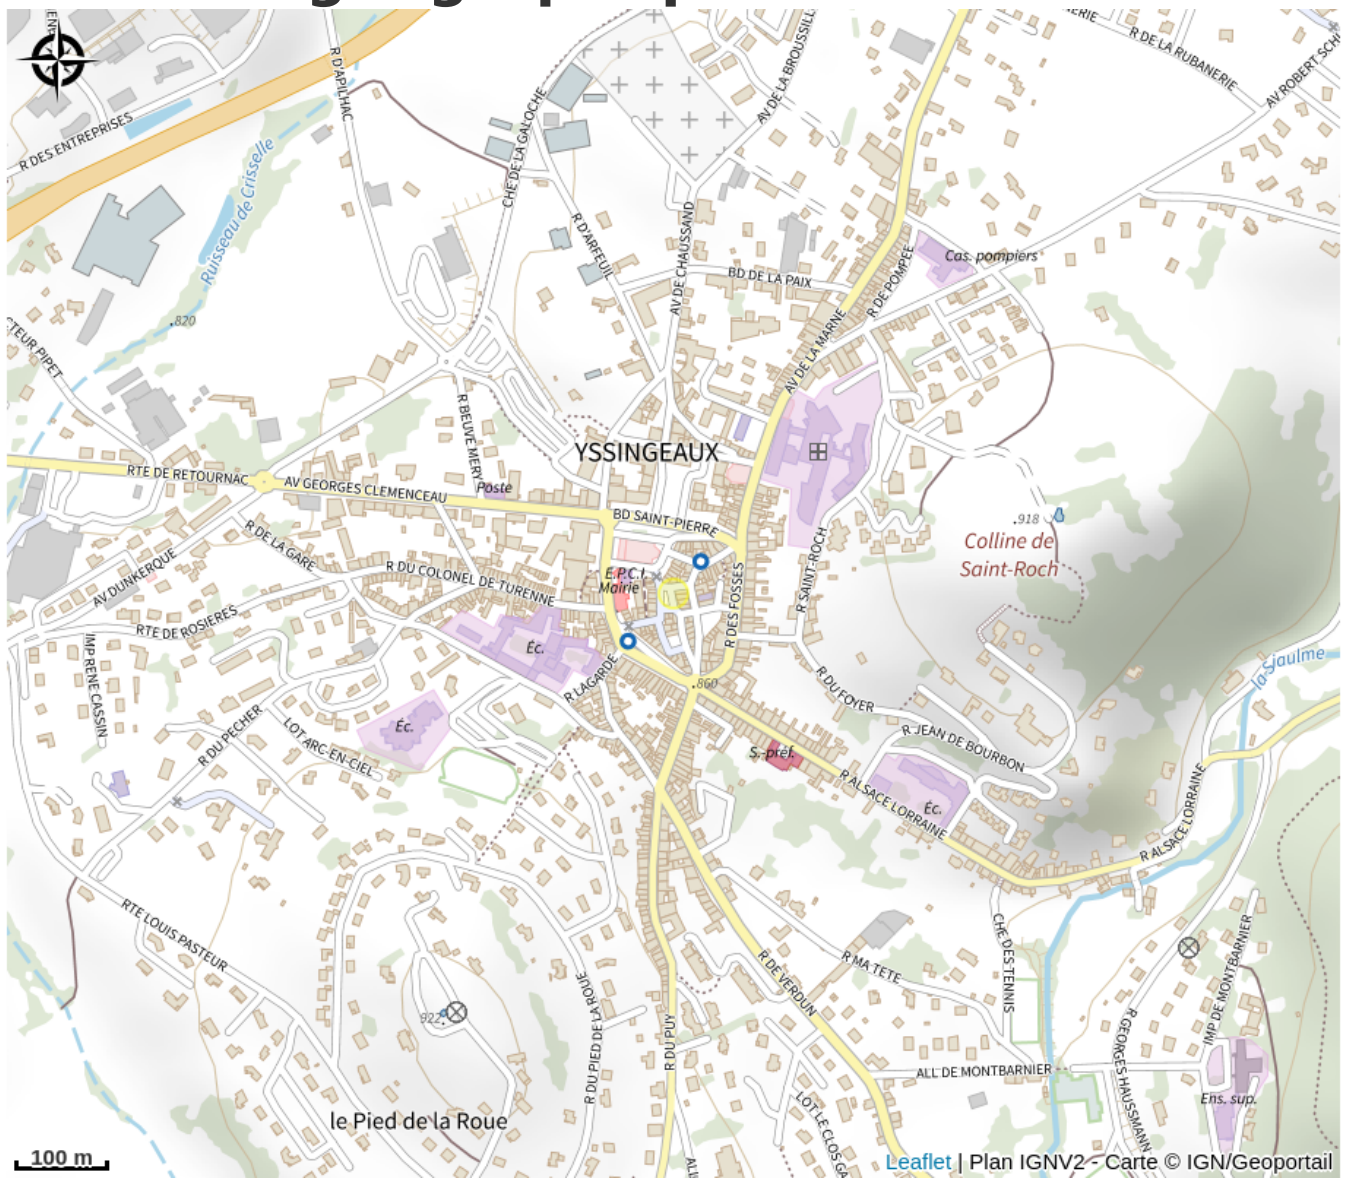 R D'APILHAC
R DE LA RUBANERIE
AV ROBERT SCH
AV DE LA BROUSSILL
R DES ENTREPRISES
CHE DE LA GALOCHE
Ruisseau de Crisselle
R D'ARFEUIL
AV DE CHAUSSAND
R DE POMPEE
Cas. pompiers
BD DE LA PAIX
.820
CTEUR PIPET
AV DE LA MARNE
R BEUVE MERY
YSSINGEAUX
RTE DE RETOURNAC
AV GEORGES CLEMENCEAU
Poste
BD SAINT-PIERRE
.918
Colline de
Saint-Roch
R DE LA GARE
AV DUNKERQUE
R DU COLONEL DE TURENNE
E.P.C.I.
Mairie
R DES FOSSES
R SAINT-ROCH
RTE DE ROSIERES
IMP RENE CASSIN
Éc.
R LAGARDE
.860
R DU FOYER
la Siaulme
R DU PECHER
LOT ARC-EN-CIEL
Éc.
S.-préf.
R JEAN DE BOURBON
R ALSACE LORRAINE
Éc.
R ALSACE LORRAINE
RTE LOUIS PASTEUR
R MA TETE
CHE DES TENNIS
R DE VERDUN
IMP DE MONTBARNIER
922
R DU PIED DE LA ROUE
R DU PUY
R GEORGES HAUSSMANN
ALL DE MONTBARNIER
LOT LE CLOS GA
Ens. sup.
le Pied de la Roue
ALL
100 m
Leaflet | Plan IGNV2 - Carte © IGN/Geoportail